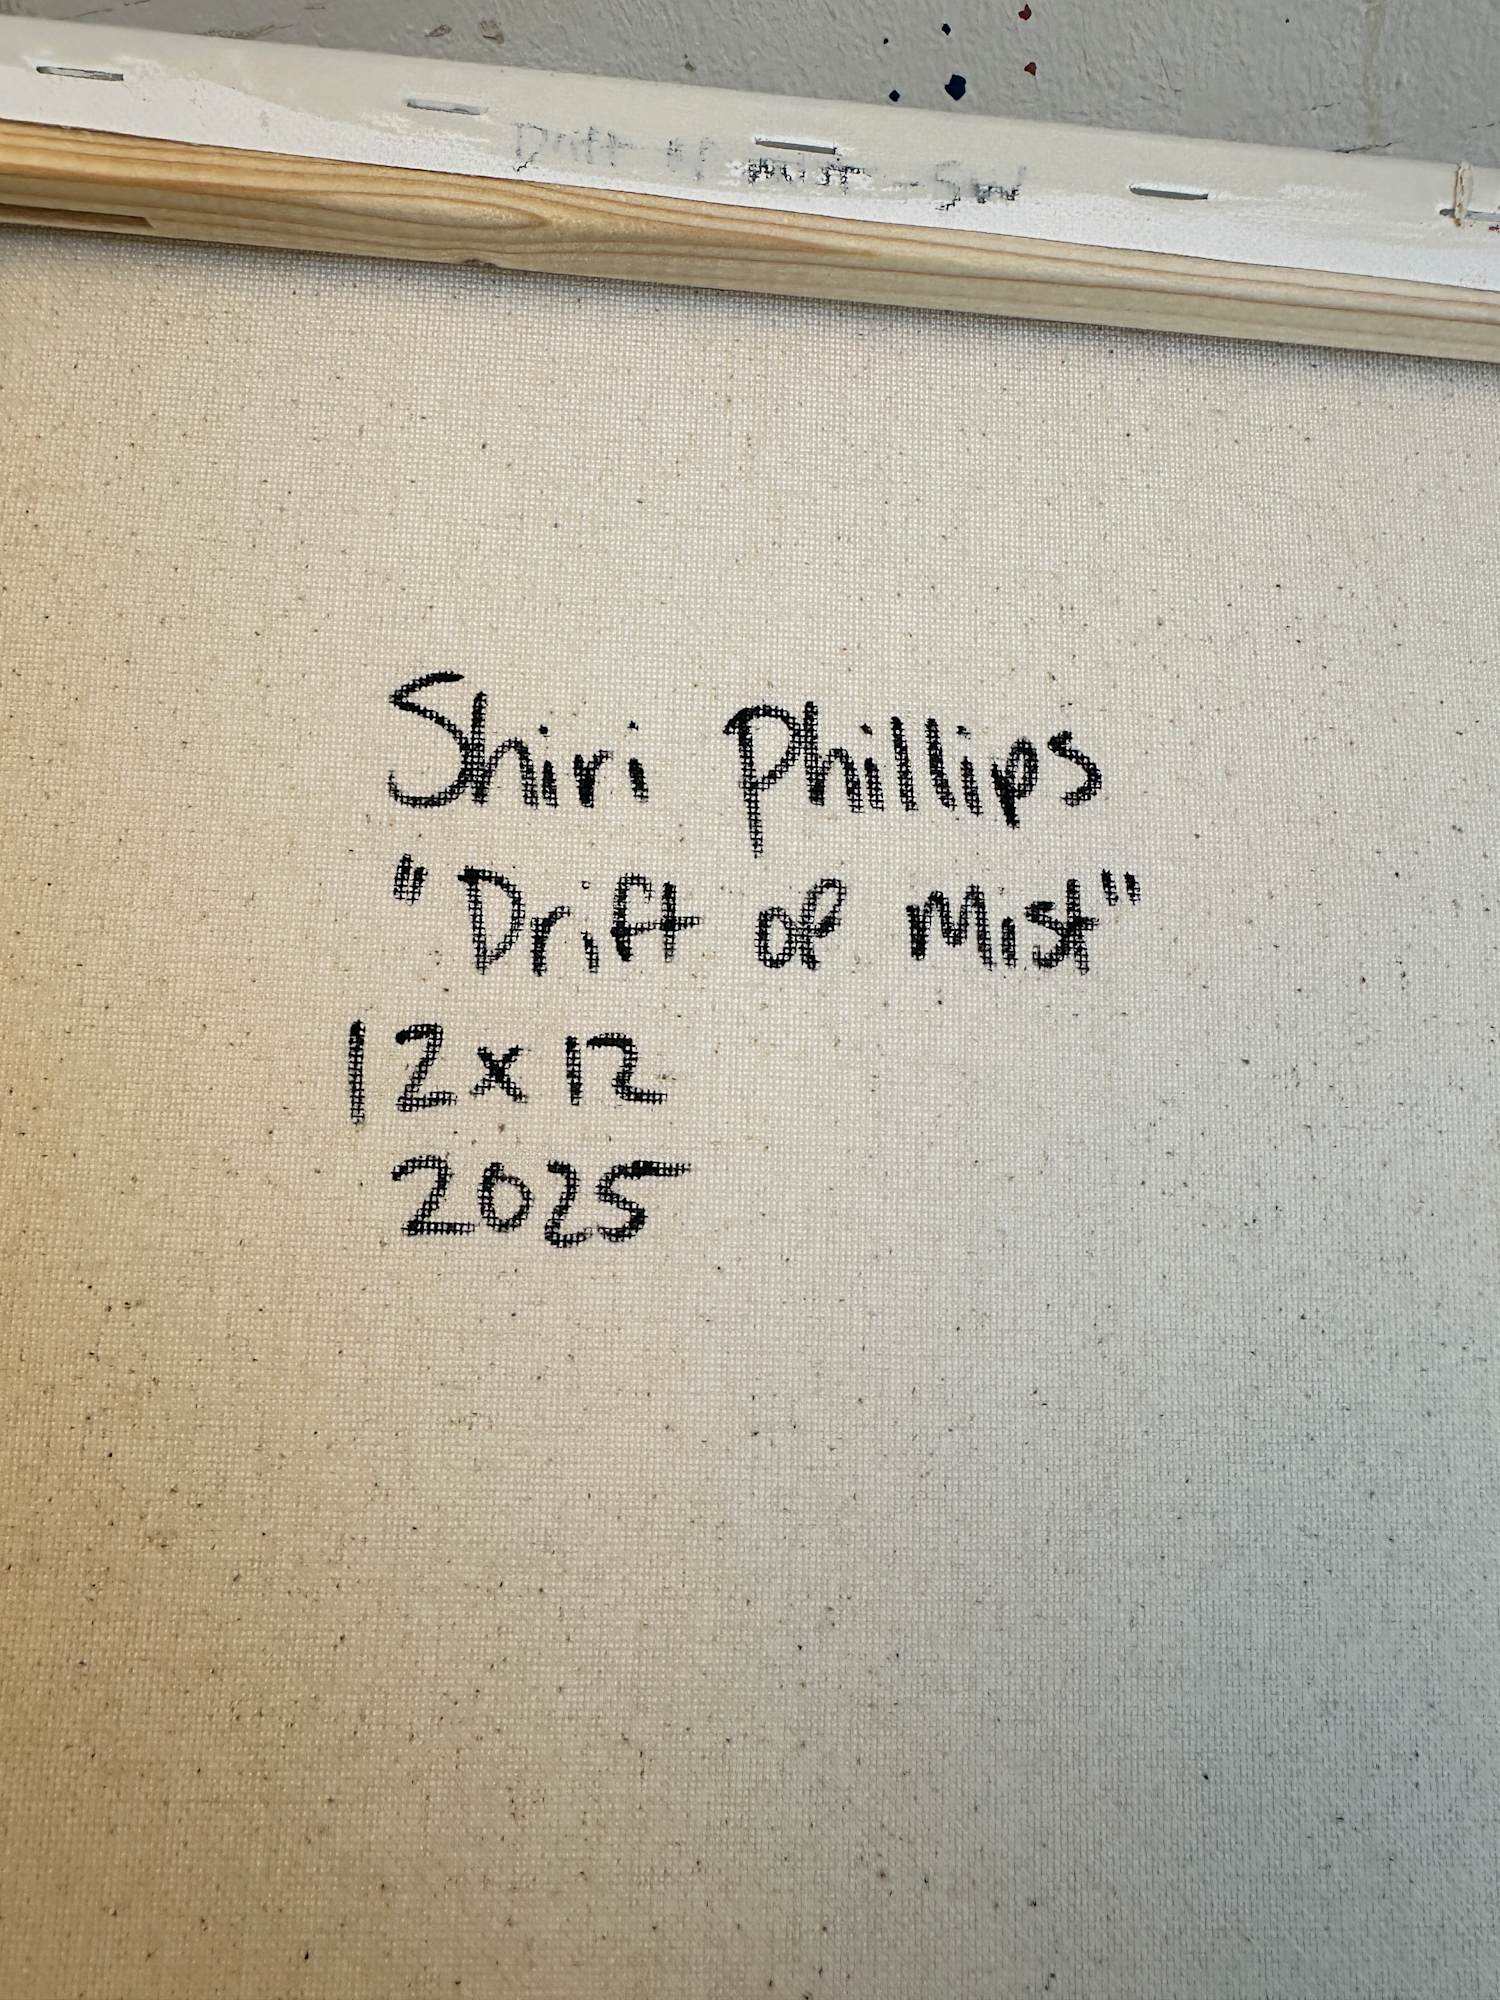 Shiri Phillips
"Drift of Mist"
12x12
2025